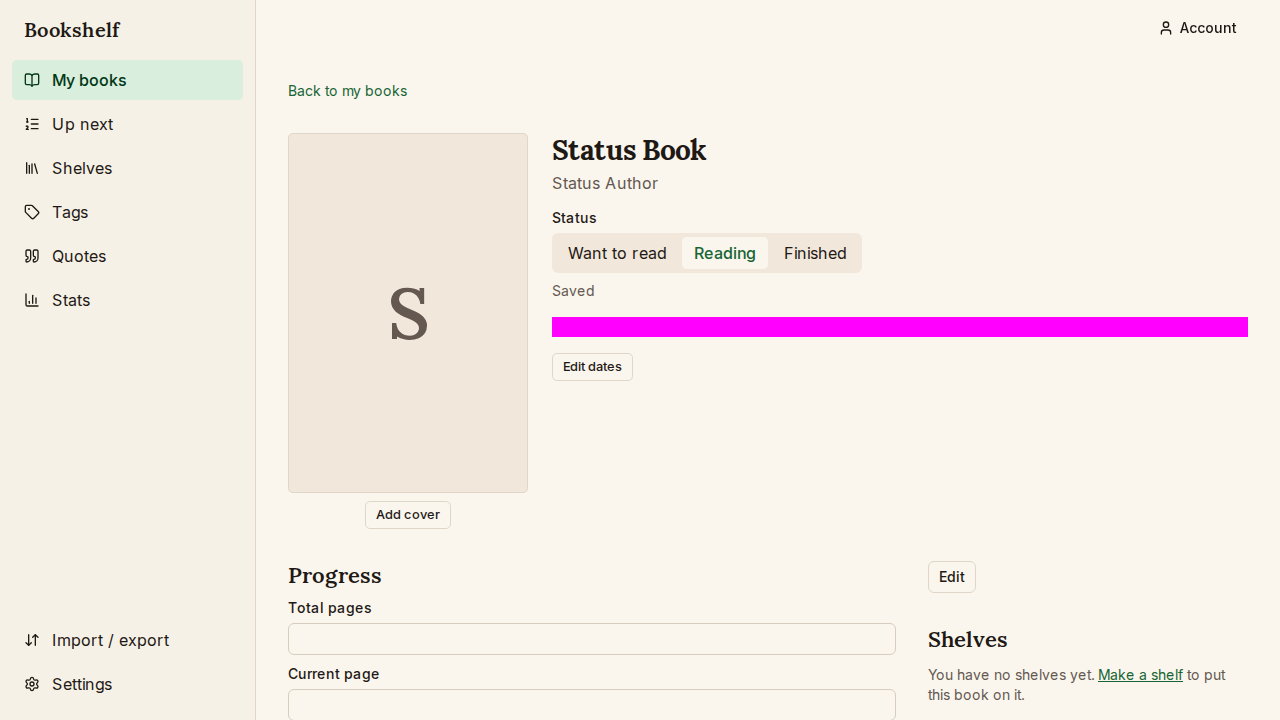 Bookshelf
My books
Up next
Shelves
Tags
Quotes
Stats
Import / export
Settings
Account
Back to my books
S
Add cover
Status Book
Status Author
Status
Want to read Reading Finished
Saved
Edit dates
Progress
Total pages
Current page
Edit
Shelves
You have no shelves yet. Make a shelf to put
this book on it.